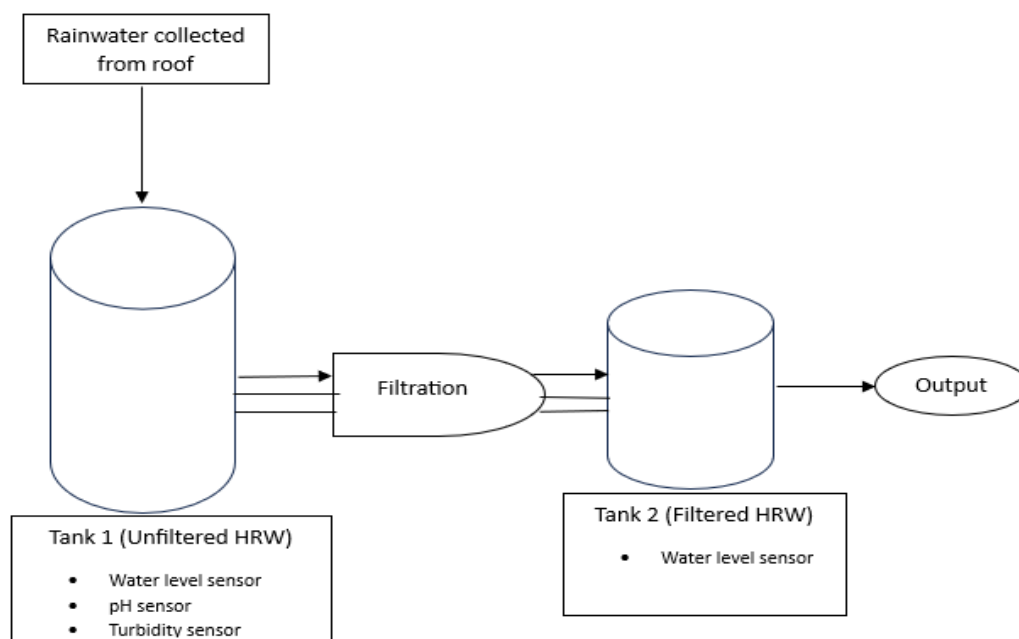 Rainwater collected
from roof
Filtration
Output
Tank 1 (Unfiltered HRW)
• Water level sensor
• pH sensor
• Turbidity sensor
Tank 2 (Filtered HRW)
• Water level sensor